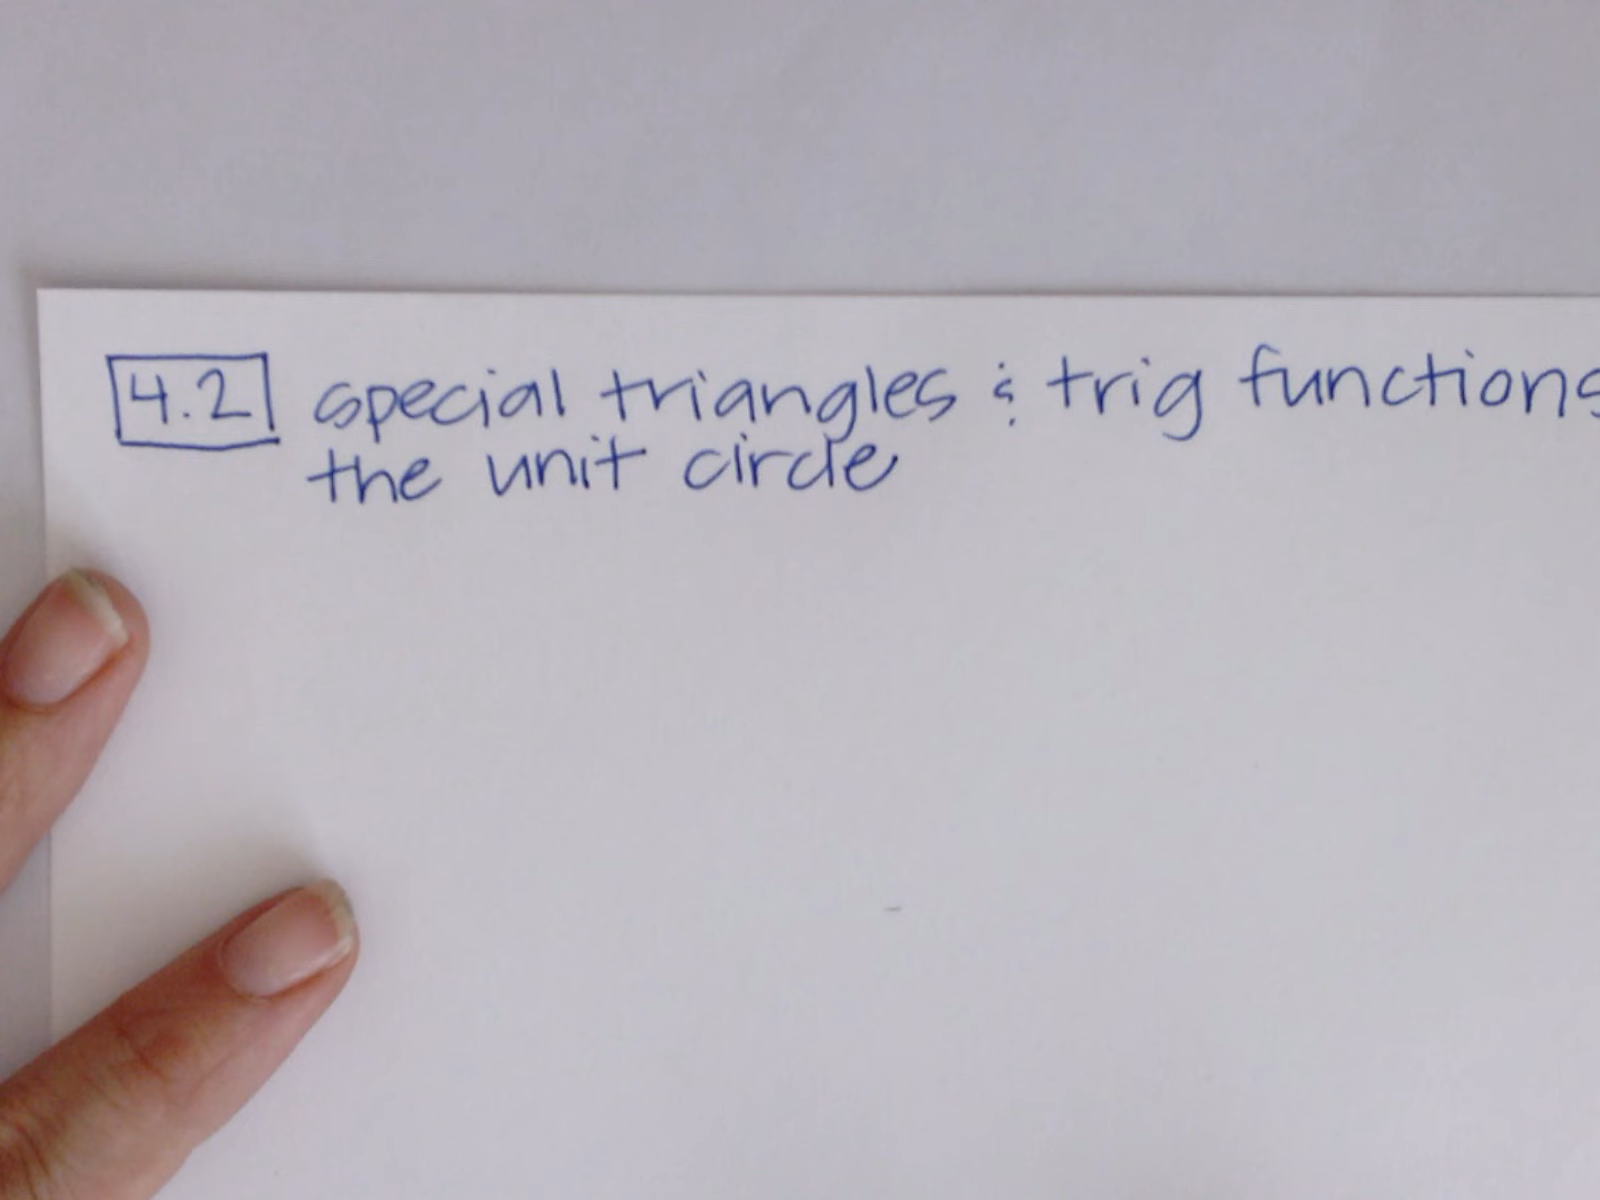 4.2 special triangles & trig functions
the unit circle